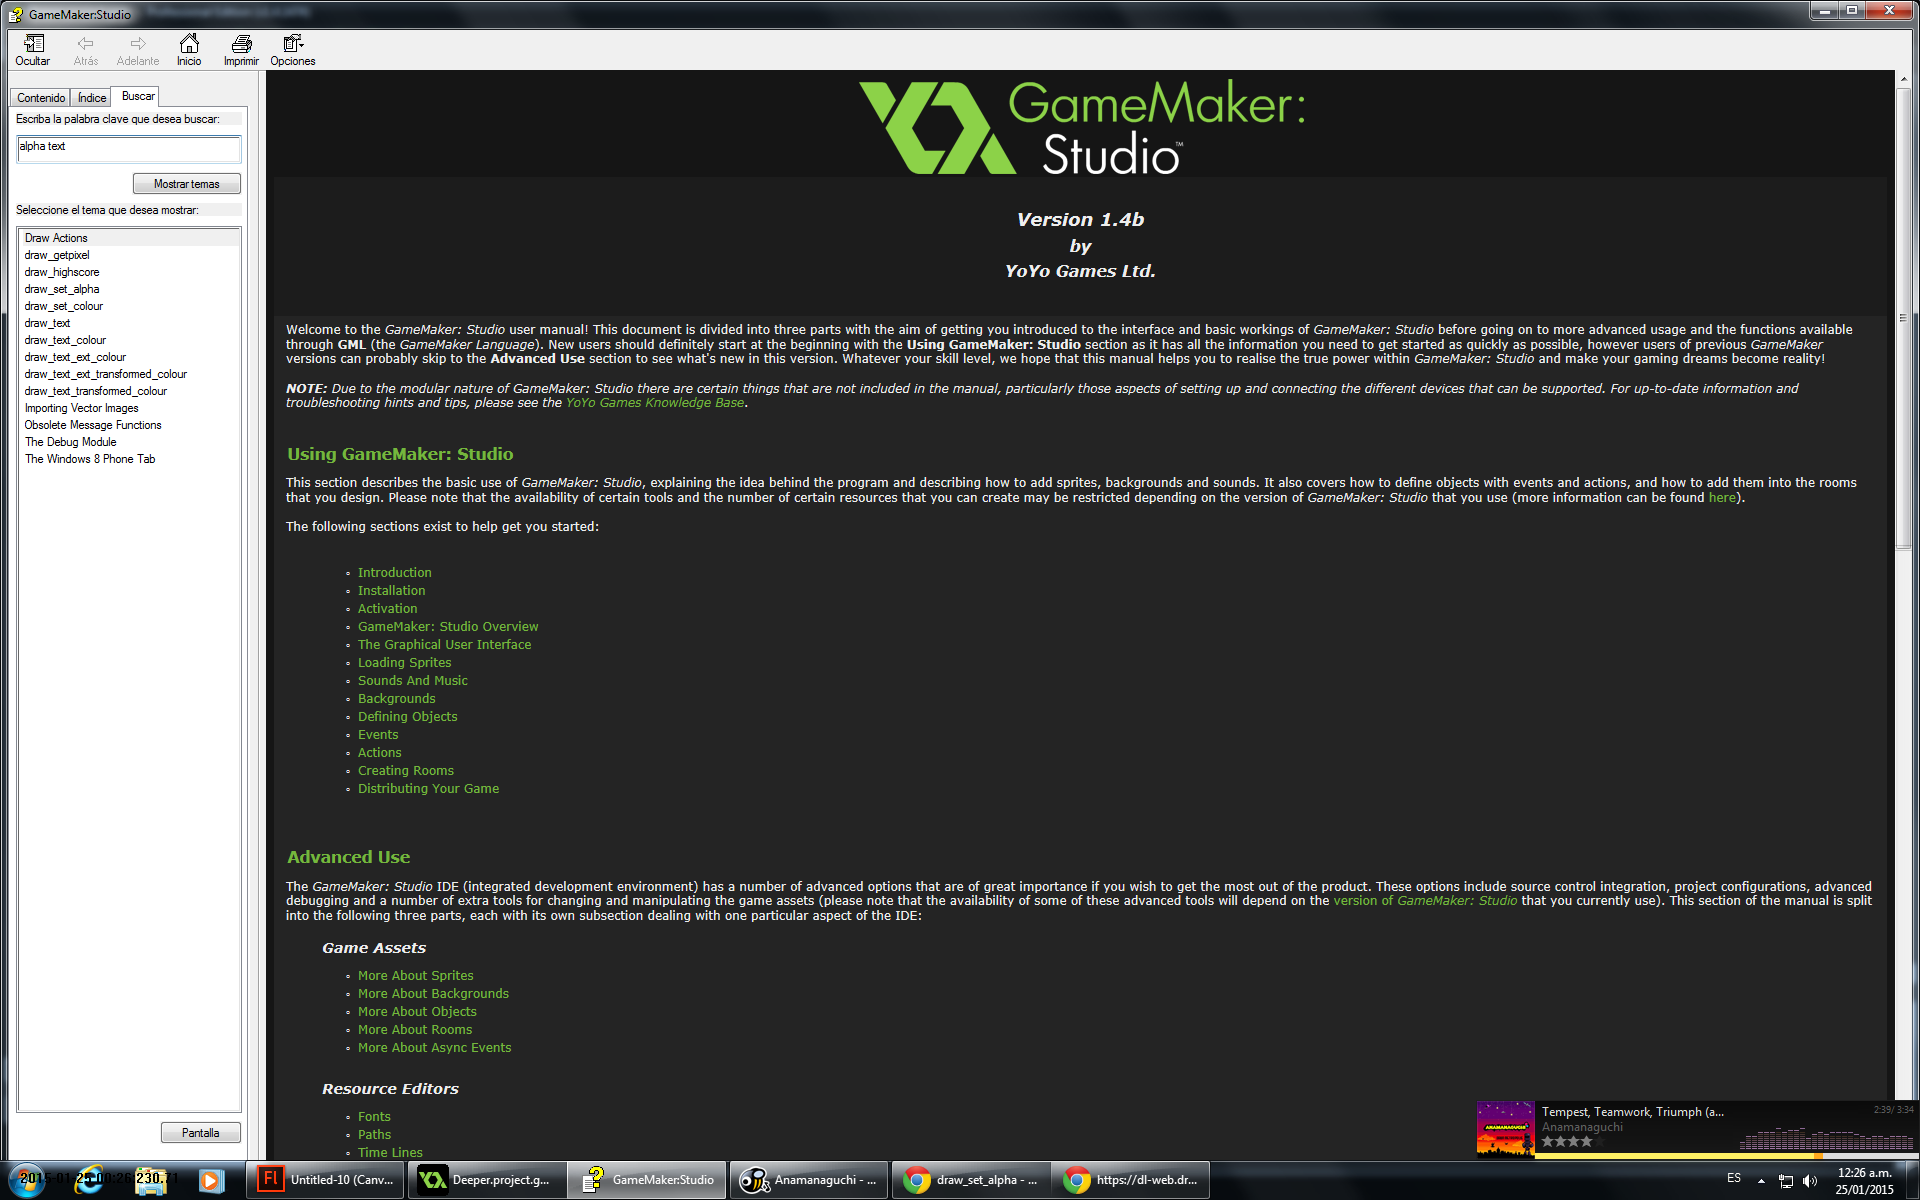 GameMaker:Studio
Ocultar
Atrás
Adelante
Inicio
Imprimir
Opciones
Contenido
Índice
Buscar
Escriba la palabra clave que desea buscar:
alpha text
Mostrar temas
Seleccione el tema que desea mostrar:
Draw Actions
draw_getpixel
draw_highscore
draw_set_alpha
draw_set_colour
draw_text
draw_text_colour
draw_text_ext_colour
draw_text_ext_transformed_colour
draw_text_transformed_colour
Importing Vector Images
Obsolete Message Functions
The Debug Module
The Windows 8 Phone Tab
Pantalla
GameMaker:
Studio™
Version 1.4b
by
YoYo Games Ltd.
Welcome to the GameMaker: Studio user manual! This document is divided into three parts with the aim of getting you introduced to the interface and basic workings of GameMaker: Studio before going on to more advanced usage and the functions available
through GML (the GameMaker Language). New users should definitely start at the beginning with the Using GameMaker: Studio section as it has all the information you need to get started as quickly as possible, however users of previous GameMaker
versions can probably skip to the Advanced Use section to see what's new in this version. Whatever your skill level, we hope that this manual helps you to realise the true power within GameMaker: Studio and make your gaming dreams become reality!
NOTE: Due to the modular nature of GameMaker: Studio there are certain things that are not included in the manual, particularly those aspects of setting up and connecting the different devices that can be supported. For up-to-date information and
troubleshooting hints and tips, please see the YoYo Games Knowledge Base.
Using GameMaker: Studio
This section describes the basic use of GameMaker: Studio, explaining the idea behind the program and describing how to add sprites, backgrounds and sounds. It also covers how to define objects with events and actions, and how to add them into the rooms
that you design. Please note that the availability of certain tools and the number of certain resources that you can create may be restricted depending on the version of GameMaker: Studio that you use (more information can be found here).
The following sections exist to help get you started:
Introduction
Installation
Activation
GameMaker: Studio Overview
The Graphical User Interface
Loading Sprites
Sounds And Music
Backgrounds
Defining Objects
Events
Actions
Creating Rooms
Distributing Your Game
Advanced Use
The GameMaker: Studio IDE (integrated development environment) has a number of advanced options that are of great importance if you wish to get the most out of the product. These options include source control integration, project configurations, advanced
debugging and a number of extra tools for changing and manipulating the game assets (please note that the availability of some of these advanced tools will depend on the version of GameMaker: Studio that you currently use). This section of the manual is split
into the following three parts, each with its own subsection dealing with one particular aspect of the IDE:
Game Assets
More About Sprites
More About Backgrounds
More About Objects
More About Rooms
More About Async Events
Resource Editors
Fonts
Paths
Time Lines
ANAMANAGUCHI
Tempest, Teamwork, Triumph (a...
2:39/ 3:34
Anamanaguchi
Fl
Untitled-10 (Canv...
Deeper.project.g...
GameMaker:Studio
Anamanaguchi - ...
draw_set_alpha - ...
https://dl-web.dr...
ES
12:26 a.m.
25/01/2015